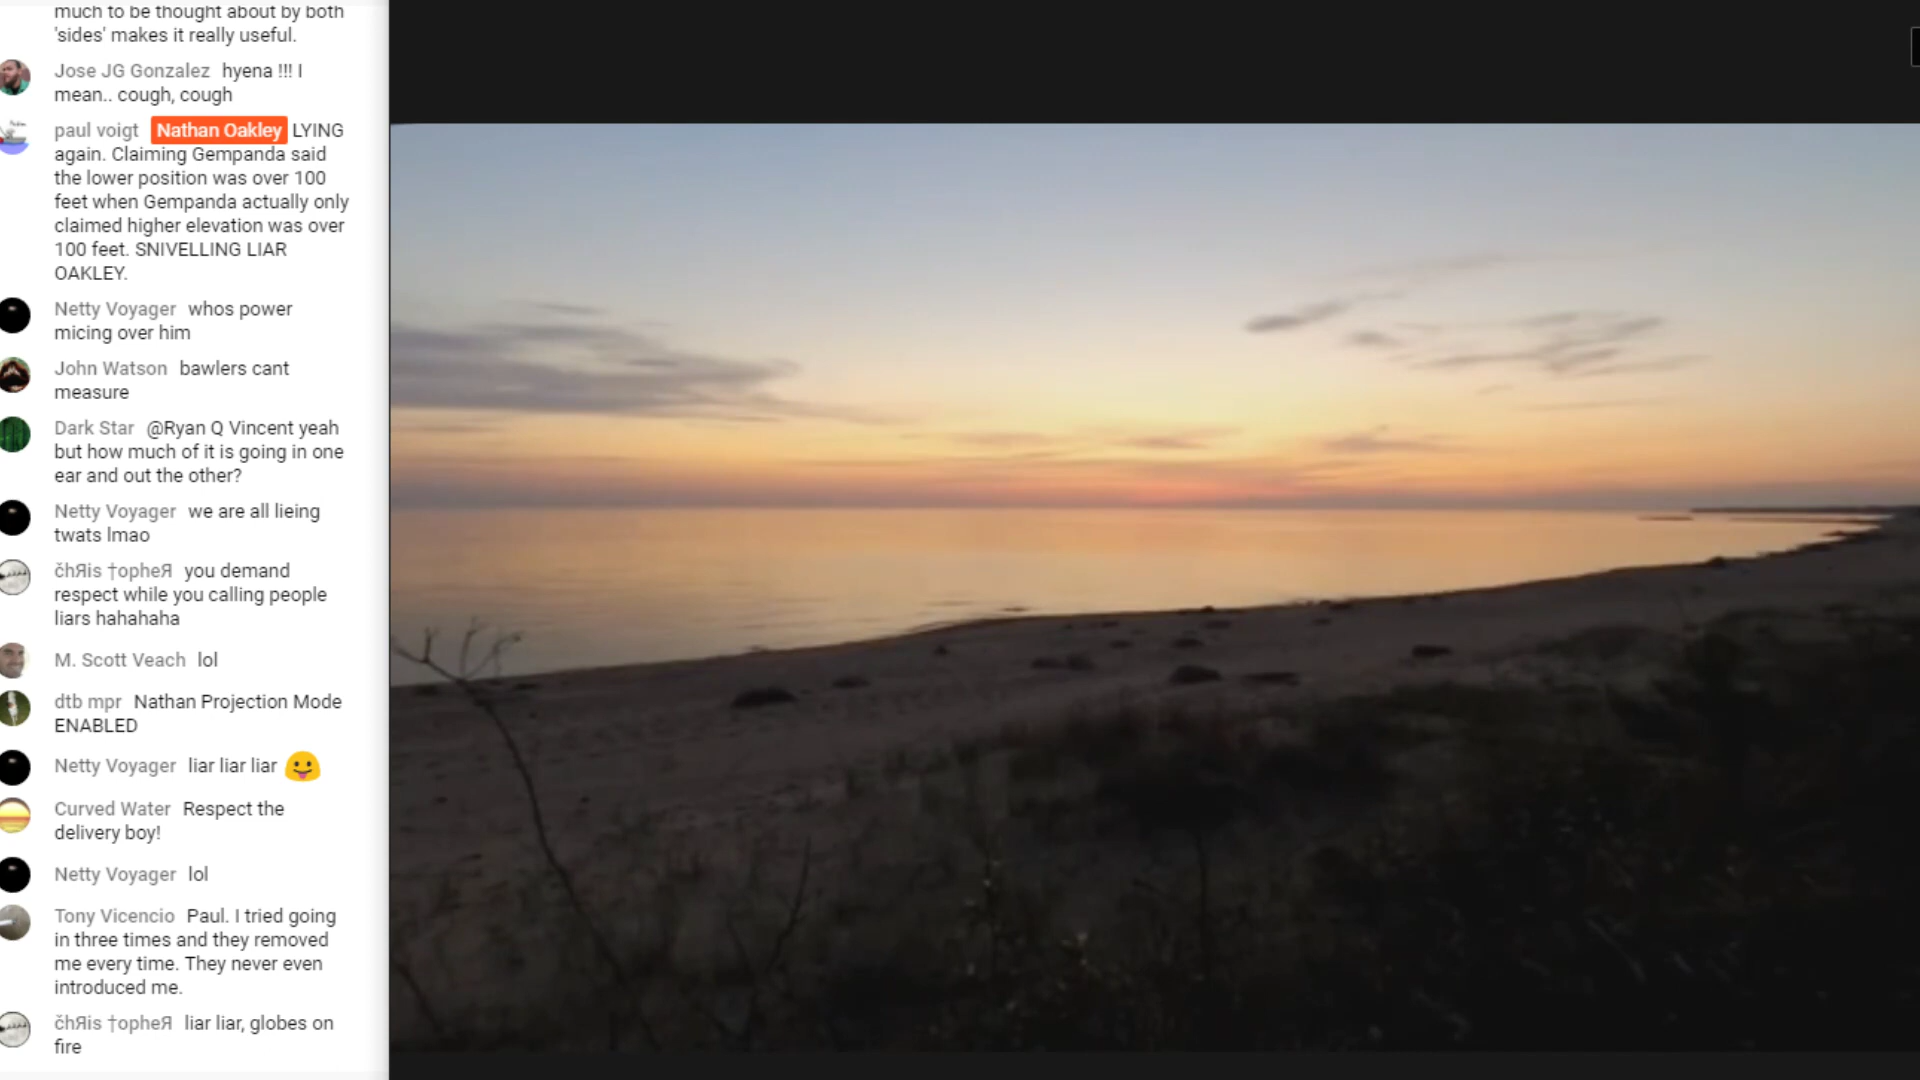 much to be thought about by both
'sides' makes it really useful.
Jose JG Gonzalez hyena !!! I
mean.. cough, cough
paul voigt Nathan Oakley LYING
again. Claiming Gempanda said
the lower position was over 100
feet when Gempanda actually only
claimed higher elevation was over
100 feet. SNIVELLING LIAR
OAKLEY.
Netty Voyager whos power
micing over him
John Watson bawlers cant
measure
Dark Star @Ryan Q Vincent yeah
but how much of it is going in one
ear and out the other?
Netty Voyager we are all lieing
twats lmao
čhЯis †opheЯ you demand
respect while you calling people
liars hahahaha
M. Scott Veach lol
dtb mpr Nathan Projection Mode
ENABLED
Netty Voyager liar liar liar 😛
Curved Water Respect the
delivery boy!
Netty Voyager lol
Tony Vicencio Paul. I tried going
in three times and they removed
me every time. They never even
introduced me.
čhЯis †opheЯ liar liar, globes on
fire